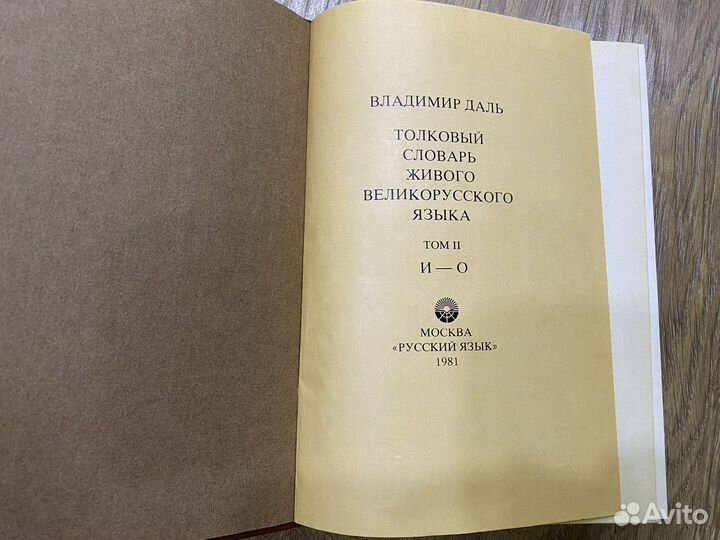 ВЛАДИМИР ДАЛЬ
ТОЛКОВЫЙ
СЛОВАРЬ
ЖИВОГО
ВЕЛИКОРУССКОГО
ЯЗЫКА
ТОМ II
И — О
МОСКВА
«РУССКИЙ ЯЗЫК»
1981
Avito